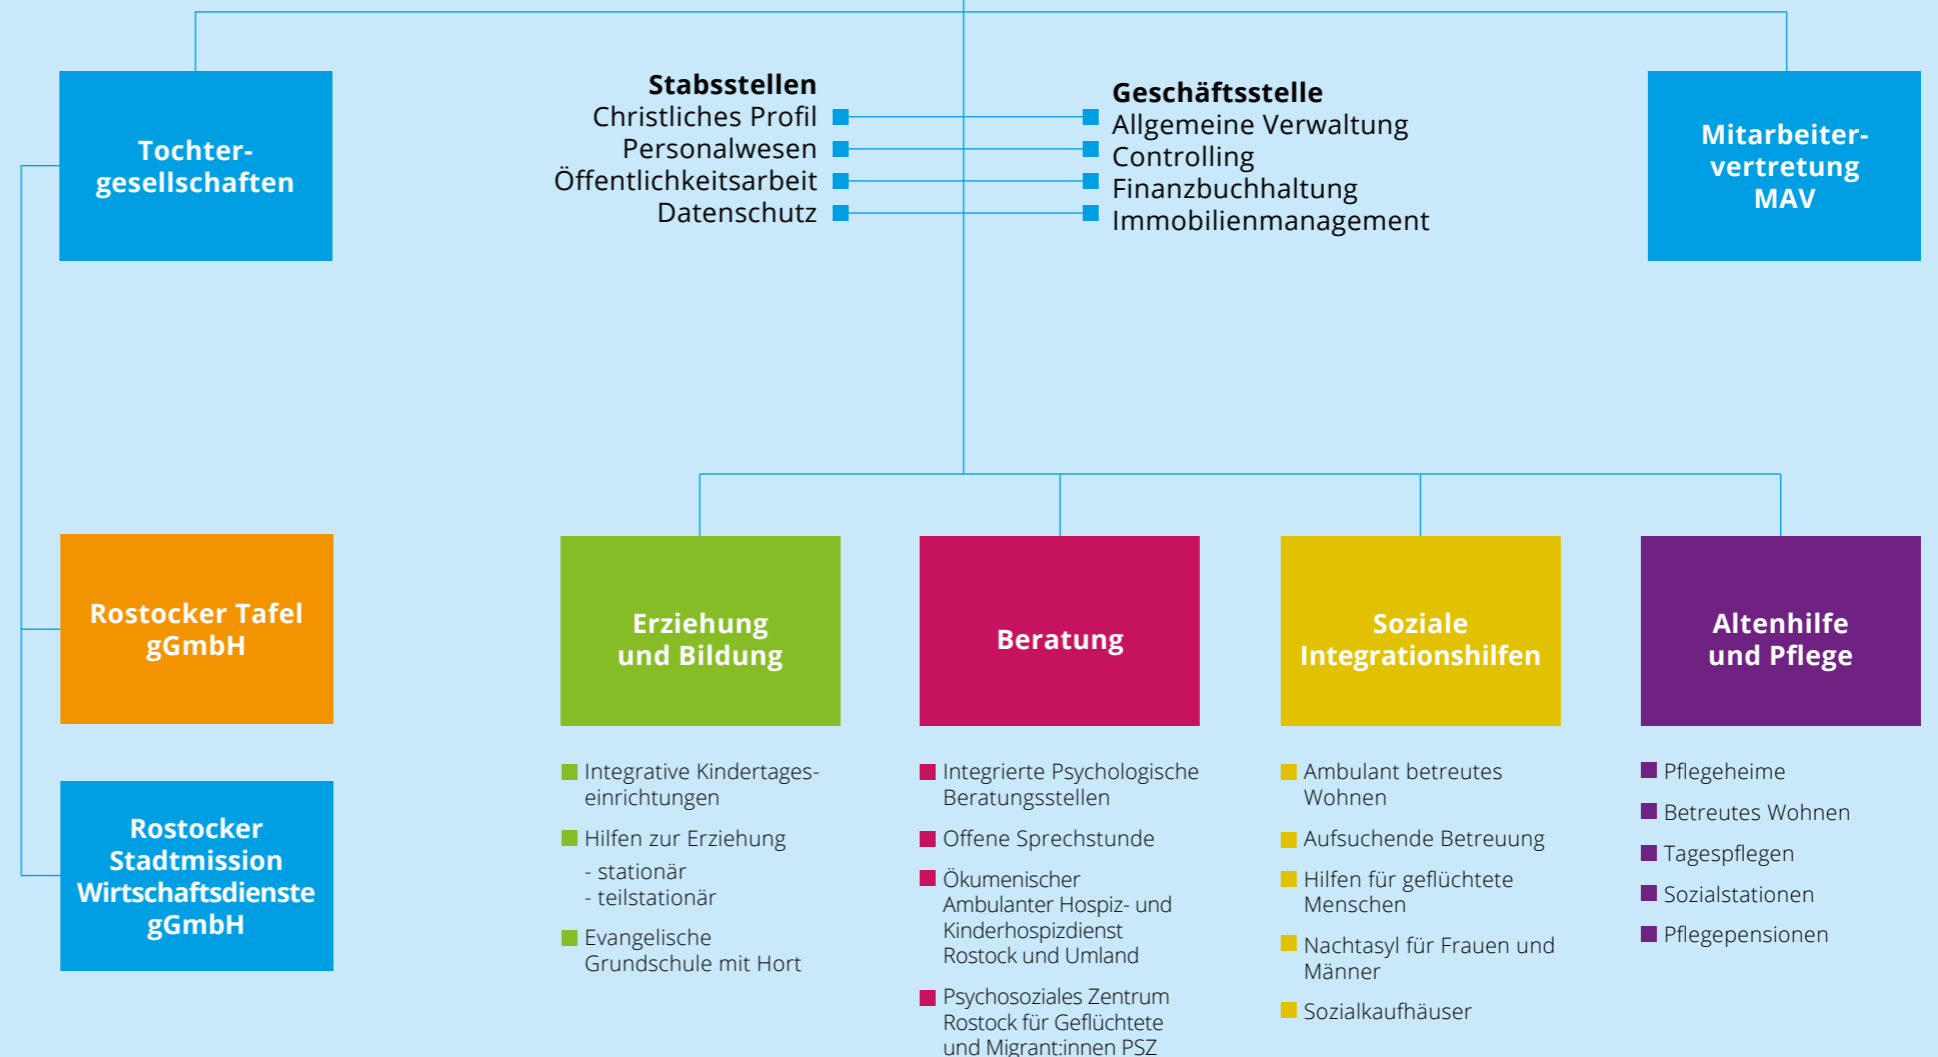 Tochter-
gesellschaften
Stabsstellen
Christliches Profil
Personalwesen
Öffentlichkeitsarbeit
Datenschutz
Geschäftsstelle
Allgemeine Verwaltung
Controlling
Finanzbuchhaltung
Immobilienmanagement
Mitarbeiter-
vertretung
MAV
Rostocker Tafel
gGmbH
Rostocker
Stadtmission
Wirtschaftsdienste
gGmbH
Erziehung
und Bildung
Integrative Kindertages-
einrichtungen
Hilfen zur Erziehung
- stationär
- teilstationär
Evangelische
Grundschule mit Hort
Beratung
Integrierte Psychologische
Beratungsstellen
Offene Sprechstunde
Ökumenischer
Ambulanter Hospiz- und
Kinderhospizdienst
Rostock und Umland
Psychosoziales Zentrum
Rostock für Geflüchtete
und Migrant:innen PSZ
Soziale
Integrationshilfen
Ambulant betreutes
Wohnen
Aufsuchende Betreuung
Hilfen für geflüchtete
Menschen
Nachtasyl für Frauen und
Männer
Sozialkaufhäuser
Altenhilfe
und Pflege
Pflegeheime
Betreutes Wohnen
Tagespflegen
Sozialstationen
Pflegepensionen